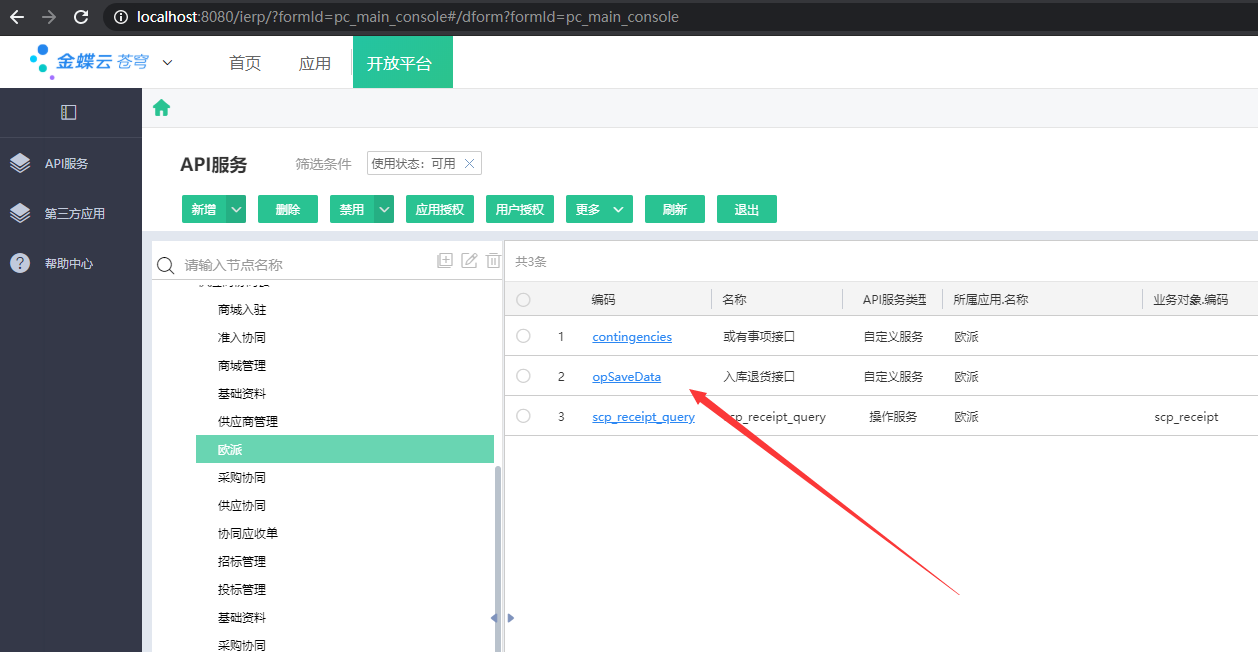 localhost:8080/ierp/?formId=pc_main_console#/dform?formId=pc_main_console
金蝶云 苍穹
首页
应用
开放平台
API服务
第三方应用
帮助中心
API服务
筛选条件
使用状态：可用
新增
删除
禁用
应用授权
用户授权
更多
刷新
退出
请输入节点名称
商城入驻
准入协同
商城管理
基础资料
供应商管理
欧派
采购协同
供应协同
协同应收单
招标管理
投标管理
基础资料
采购协同
共3条
编码 名称 API服务类型 所属应用.名称 业务对象.编码
1 contingencies 或有事项接口 自定义服务 欧派
2 opSaveData 入库退货接口 自定义服务 欧派
3 scp_receipt_query scp_receipt_query 操作服务 欧派 scp_receipt